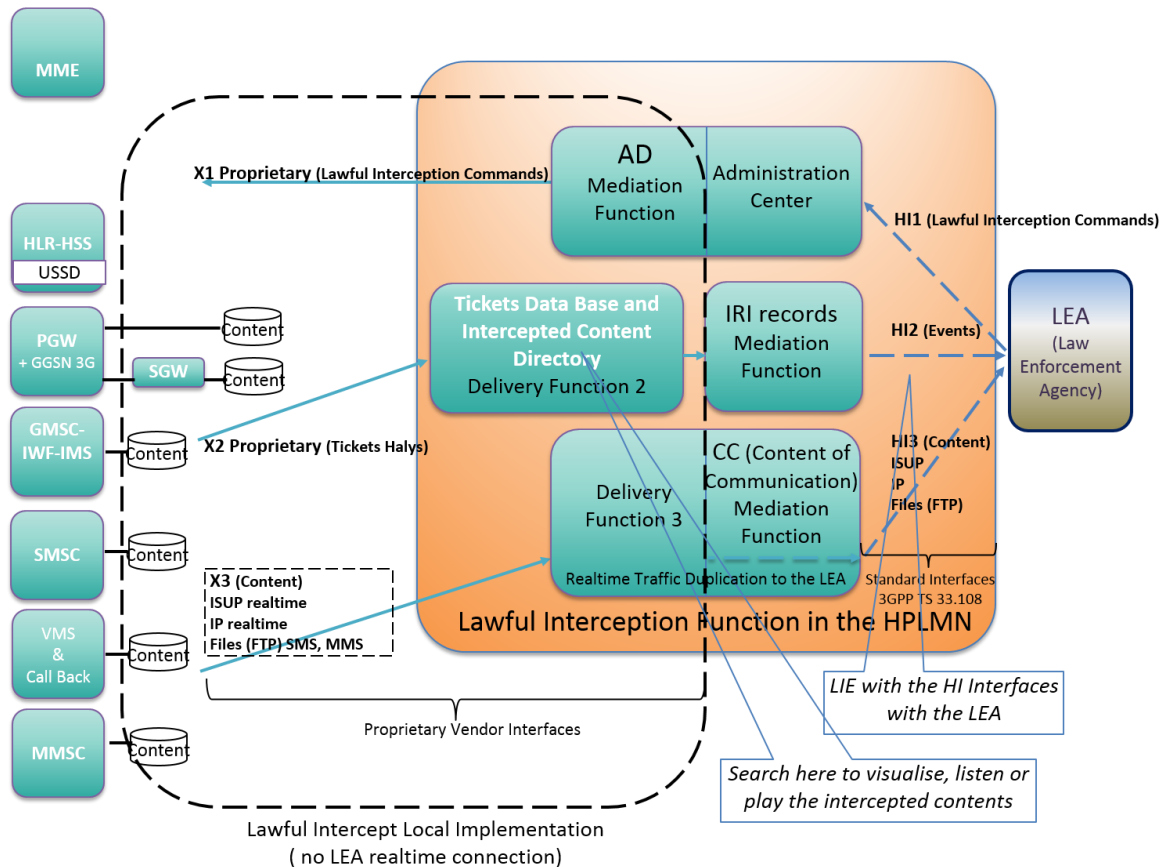 MME
AD
Mediation
Function
Administration
Center
X1 Proprietary (Lawful Interception Commands)
HI1 (Lawful Interception Commands)
HLR-HSS
USSD
PGW
+ GGSN 3G
SGW
Content
Content
Tickets Data Base and
Intercepted Content
Directory
Delivery Function 2
IRI records
Mediation
Function
HI2 (Events)
LEA
(Law
Enforcement
Agency)
GMSC-
IWF-IMS
Content
X2 Proprietary (Tickets Halys)
HI3 (Content)
ISUP
IP
Files (FTP)
Delivery
Function 3
CC (Content of
Communication)
Mediation
Function
Realtime Traffic Duplication to the LEA
Standard Interfaces
3GPP TS 33.108
SMSC
Content
X3 (Content)
ISUP realtime
IP realtime
Files (FTP) SMS, MMS
Lawful Interception Function in the HPLMN
VMS
&
Call Back
Content
LIE with the HI Interfaces
with the LEA
Proprietary Vendor Interfaces
MMSC
Content
Search here to visualise, listen or
play the intercepted contents
Lawful Intercept Local Implementation
( no LEA realtime connection)